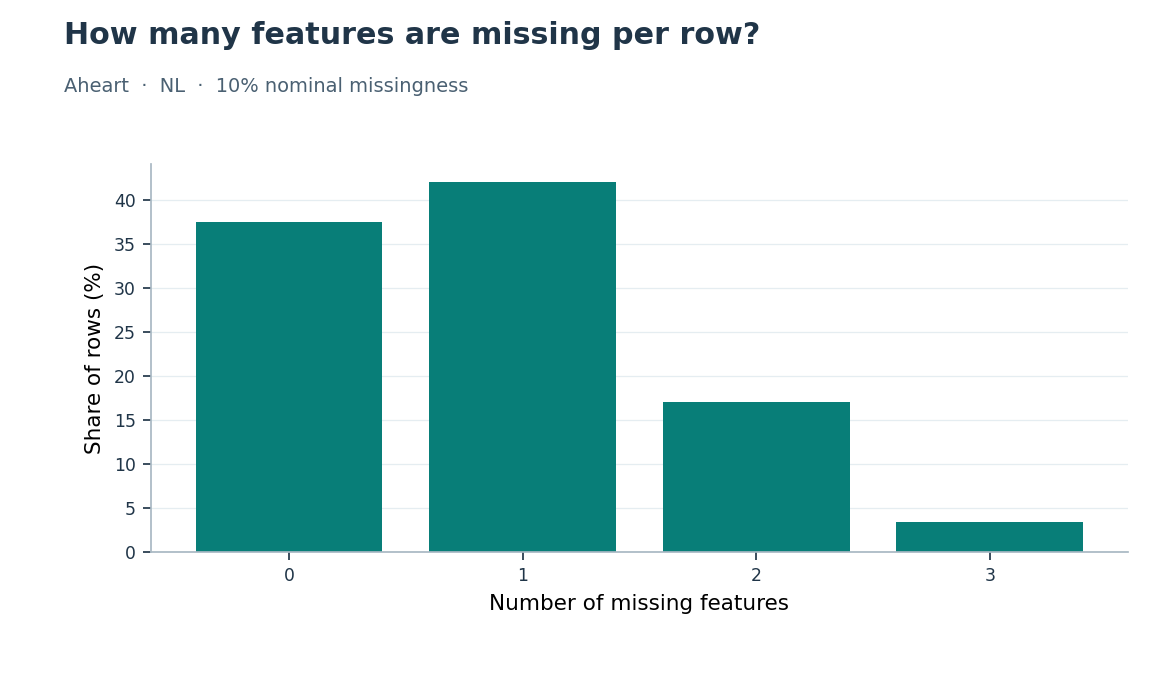 How many features are missing per row?
Aheart · NL · 10% nominal missingness
Share of rows (%)
40
35
30
25
20
15
10
5
0
0 1 2 3
Number of missing features